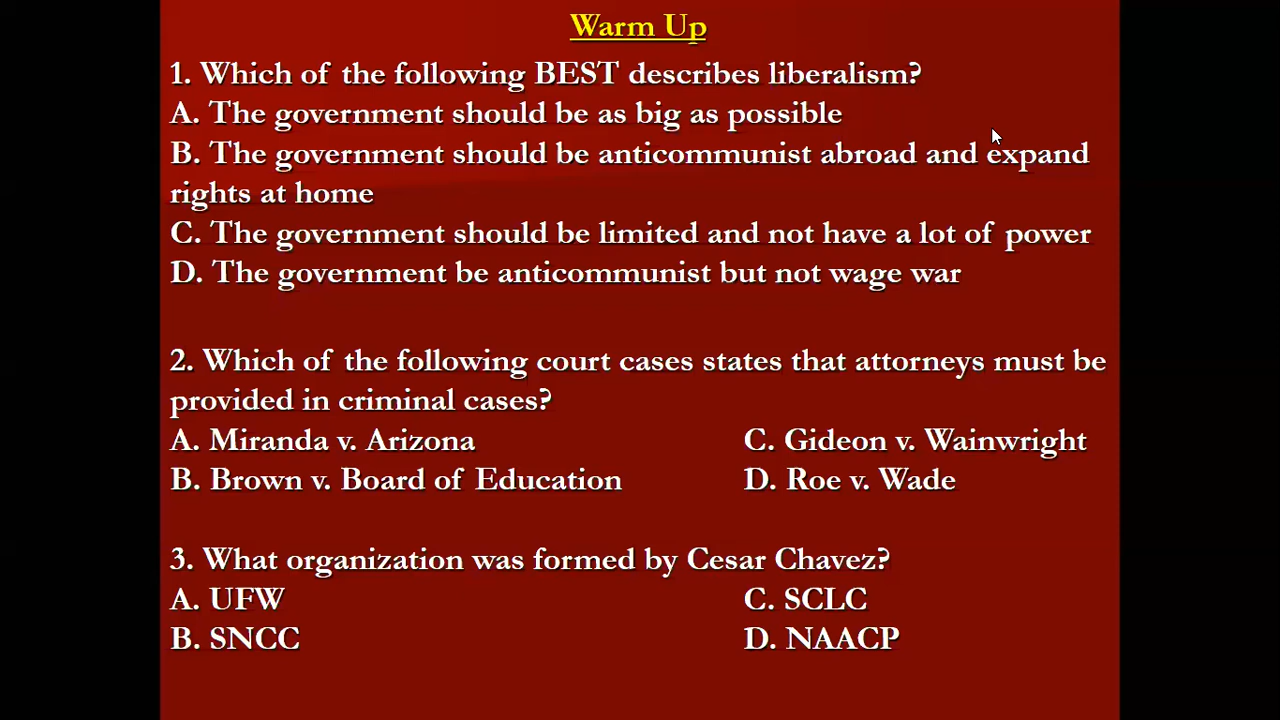 Warm Up
1. Which of the following BEST describes liberalism?
A. The government should be as big as possible
B. The government should be anticommunist abroad and expand
rights at home
C. The government should be limited and not have a lot of power
D. The government be anticommunist but not wage war
2. Which of the following court cases states that attorneys must be
provided in criminal cases?
A. Miranda v. Arizona C. Gideon v. Wainwright
B. Brown v. Board of Education D. Roe v. Wade
3. What organization was formed by Cesar Chavez?
A. UFW C. SCLC
B. SNCC D. NAACP